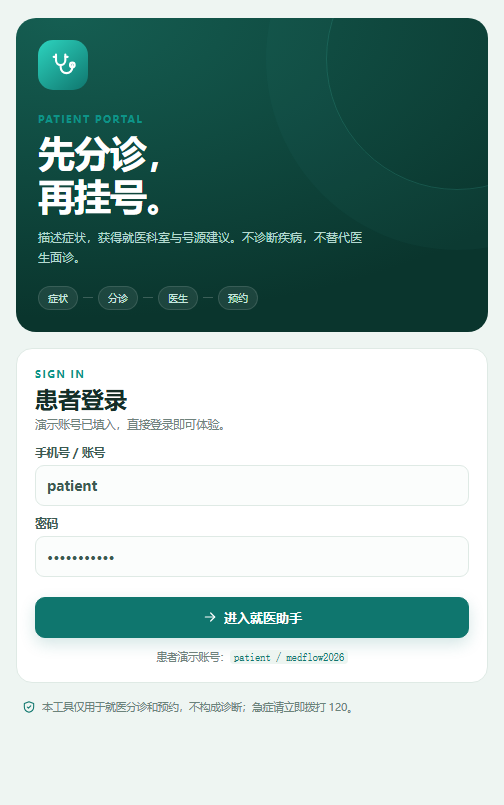 PATIENT PORTAL
先分诊，
再挂号。
描述症状，获得就医科室与号源建议。不诊断疾病，不替代医
生面诊。
症状 — 分诊 — 医生 — 预约
SIGN IN
患者登录
演示账号已填入，直接登录即可体验。
手机号 / 账号
patient
密码
•••••••••••
→ 进入就医助手
患者演示账号： patient / medflow2026
本工具仅用于就医分诊和预约，不构成诊断；急症请立即拨打 120。